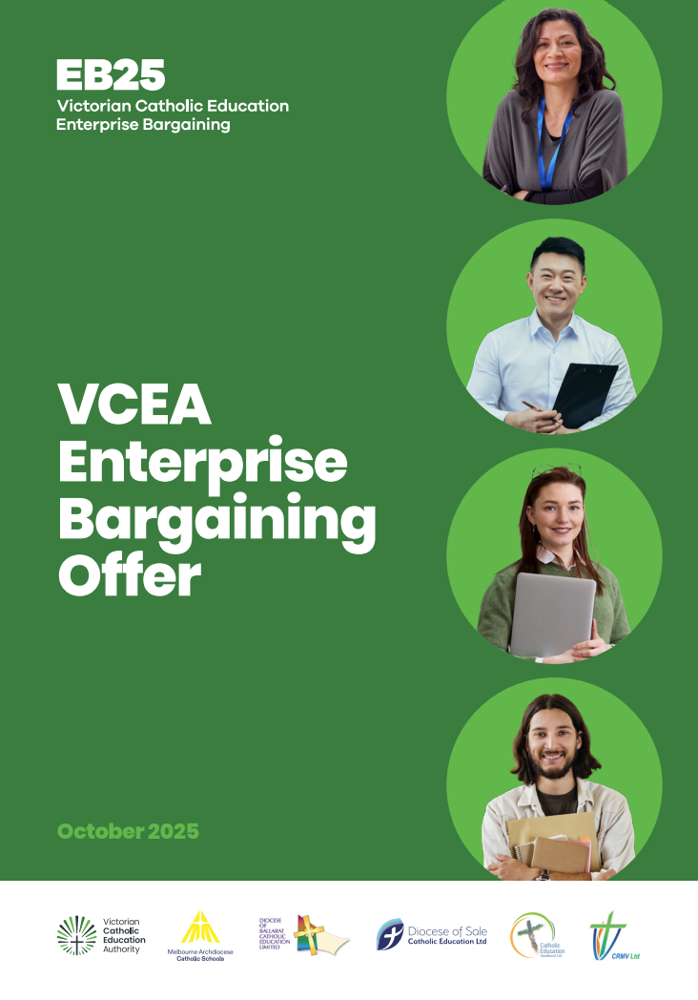 EB25
Victorian Catholic Education
Enterprise Bargaining
VCEA
Enterprise
Bargaining
Offer
October 2025
Victorian
Catholic
Education
Authority
Melbourne Archdiocese
Catholic Schools
DIOCESE
OF
BALLARAT
CATHOLIC
EDUCATION
LIMITED
Diocese of Sale
Catholic Education Ltd
Catholic
Education
Sandhurst Ltd
CRMV Ltd